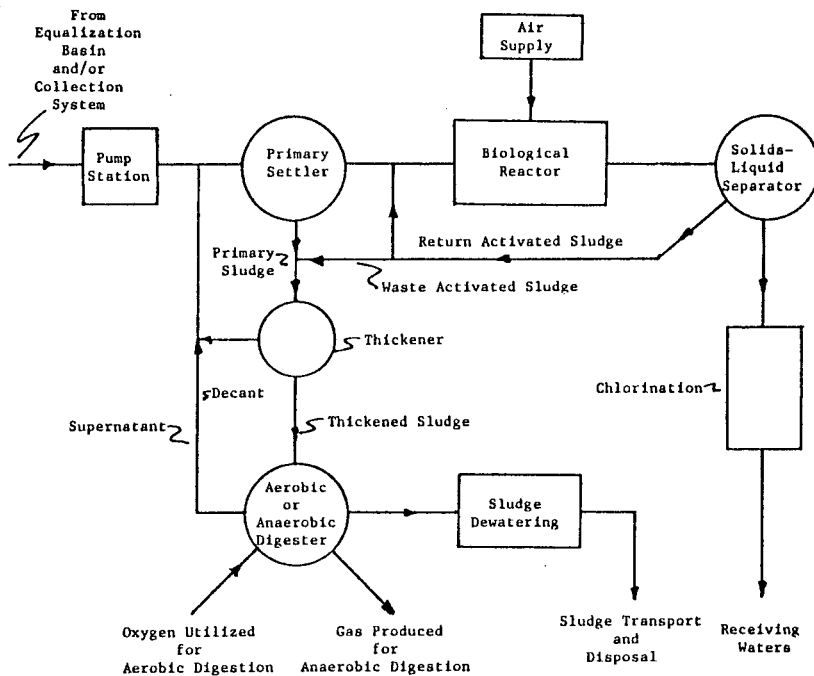 From
Equalization
Basin
and/or
Collection
System
Air
Supply
Pump
Station
Primary
Settler
Biological
Reactor
Solids-
Liquid
Separator
Return Activated Sludge
Primary
Sludge
Waste Activated Sludge
Thickener
Decant
Chlorination
Supernatant
Thickened Sludge
Aerobic
or
Anaerobic
Digester
Sludge
Dewatering
Oxygen Utilized
for
Aerobic Digestion
Gas Produced
for
Anaerobic Digestion
Sludge Transport
and
Disposal
Receiving
Waters